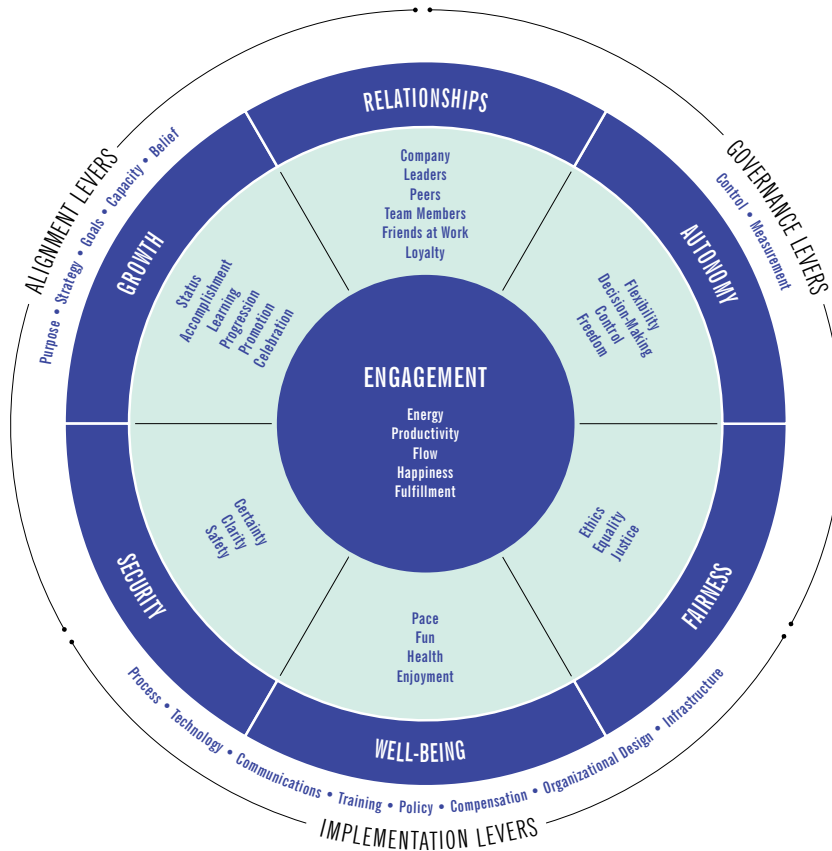 RELATIONSHIPS
Company
Leaders
Peers
Team Members
Friends at Work
Loyalty
GOVERNANCE LEVERS
Control • Measurement
AUTONOMY
Flexibility
Decision-Making
Control
Freedom
FAIRNESS
Ethics
Equality
Justice
WELL-BEING
Pace
Fun
Health
Enjoyment
IMPLEMENTATION LEVERS
Process • Technology • Communications • Training • Policy • Compensation • Organizational Design • Infrastructure
SECURITY
Certainty
Clarity
Safety
ALIGNMENT LEVERS
Purpose • Strategy • Goals • Capacity • Belief
GROWTH
Status
Accomplishment
Learning
Progression
Promotion
Celebration
ENGAGEMENT
Energy
Productivity
Flow
Happiness
Fulfillment